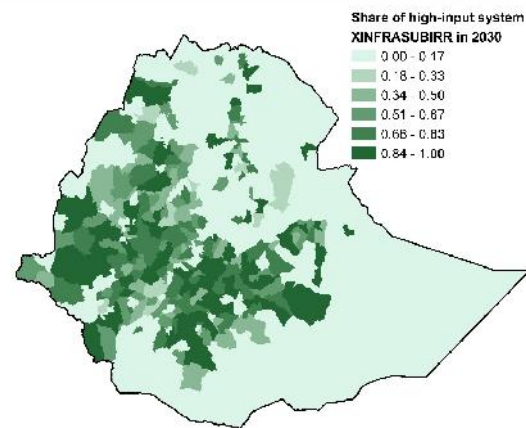 Share of high-input system
XINFRASUBIRR in 2030
0.00 - 0.17
0.18 - 0.33
0.34 - 0.50
0.51 - 0.67
0.68 - 0.83
0.84 - 1.00